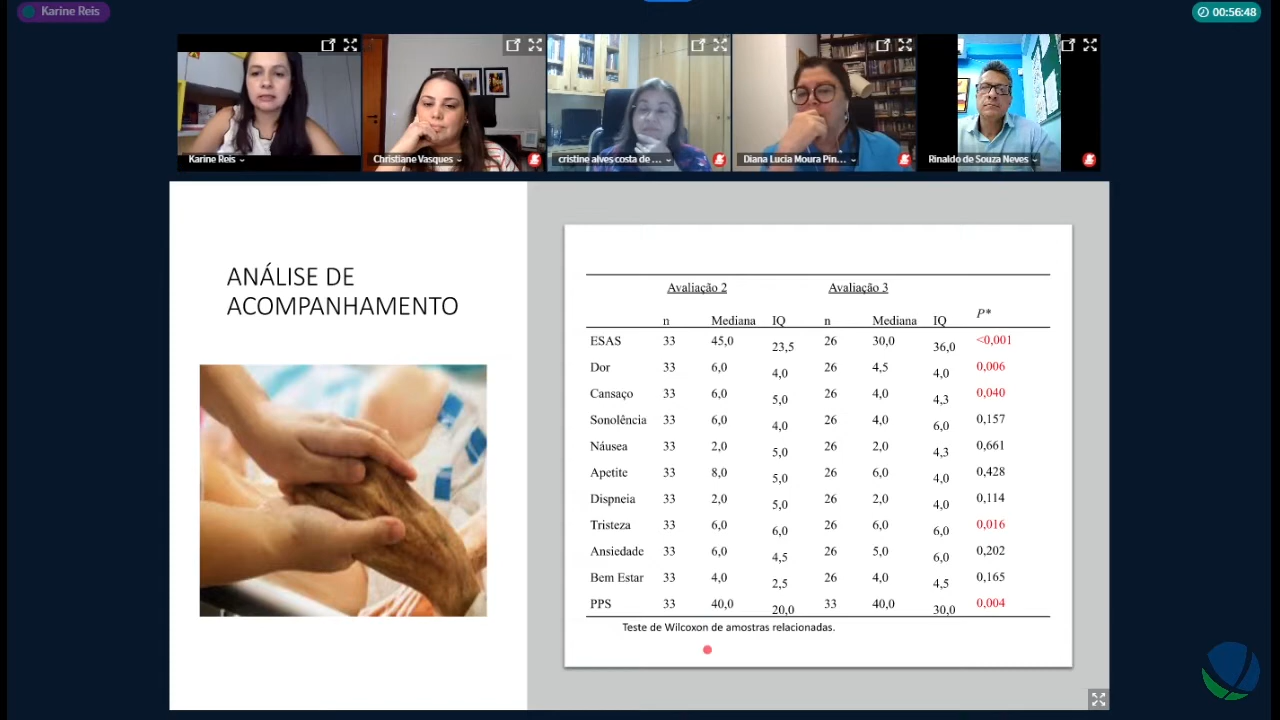 Karine Reis
00:56:48
Karine Reis
Christiane Vasques
cristine alves costa de ...
Diana Lucia Moura Pin...
Rinaldo de Souza Neves
ANÁLISE DE
ACOMPANHAMENTO
Avaliação 2 Avaliação 3
n Mediana IQ n Mediana IQ P*
ESAS 33 45,0 23,5 26 30,0 36,0 <0,001
Dor 33 6,0 4,0 26 4,5 4,0 0,006
Cansaço 33 6,0 5,0 26 4,0 4,3 0,040
Sonolência 33 6,0 4,0 26 4,0 6,0 0,157
Náusea 33 2,0 5,0 26 2,0 4,3 0,661
Apetite 33 8,0 5,0 26 6,0 4,0 0,428
Dispneia 33 2,0 5,0 26 2,0 4,0 0,114
Tristeza 33 6,0 6,0 26 6,0 6,0 0,016
Ansiedade 33 6,0 4,5 26 5,0 6,0 0,202
Bem Estar 33 4,0 2,5 26 4,0 4,5 0,165
PPS 33 40,0 20,0 33 40,0 30,0 0,004
Teste de Wilcoxon de amostras relacionadas.